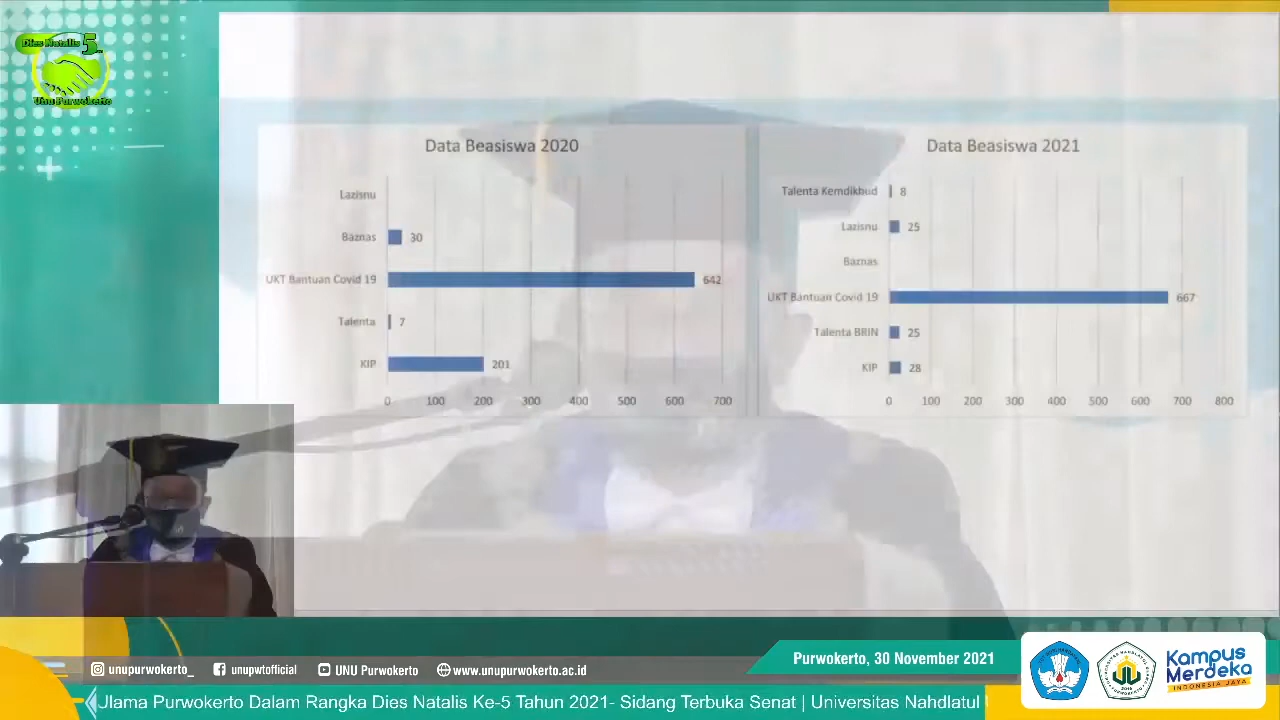 Dies Natalis 5
Unu Purwokerto
Data Beasiswa 2020
Lazisnu
Baznas 30
UKT Bantuan Covid 19 642
Talenta 7
KIP 201
0 100 200 300 400 500 600 700
Data Beasiswa 2021
Talenta Kemdikbud 8
Lazisnu 25
Baznas
UKT Bantuan Covid 19 667
Talenta BRIN 25
KIP 28
0 100 200 300 400 500 600 700 800
unupurwokerto_ unupwtofficial UNU Purwokerto www.unupurwokerto.ac.id
Purwokerto, 30 November 2021
Kampus
Merdeka
INDONESIA JAYA
Ulama Purwokerto Dalam Rangka Dies Natalis Ke-5 Tahun 2021- Sidang Terbuka Senat | Universitas Nahdlatul